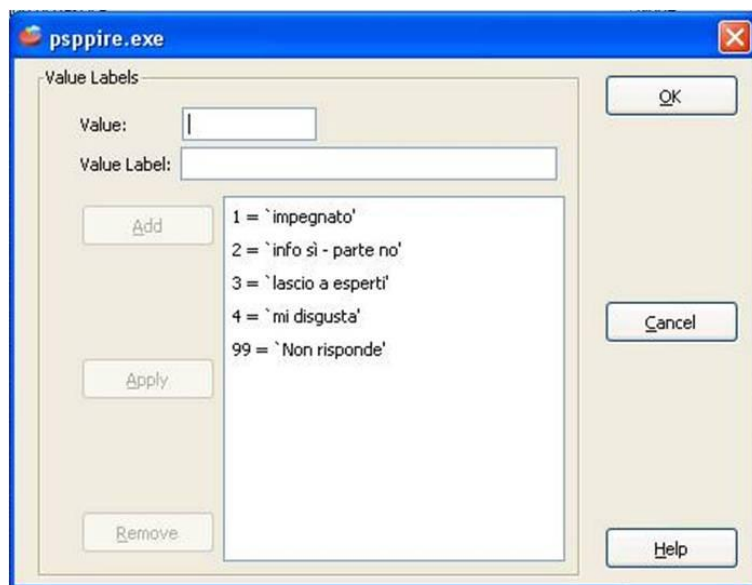 psppire.exe
Value Labels
OK
Value:
Value Label:
Add
1 = `impegnato'
2 = `info sì - parte no'
3 = `lascio a esperti'
4 = `mi disgusta'
Cancel
99 = `Non risponde'
Apply
Remove
Help